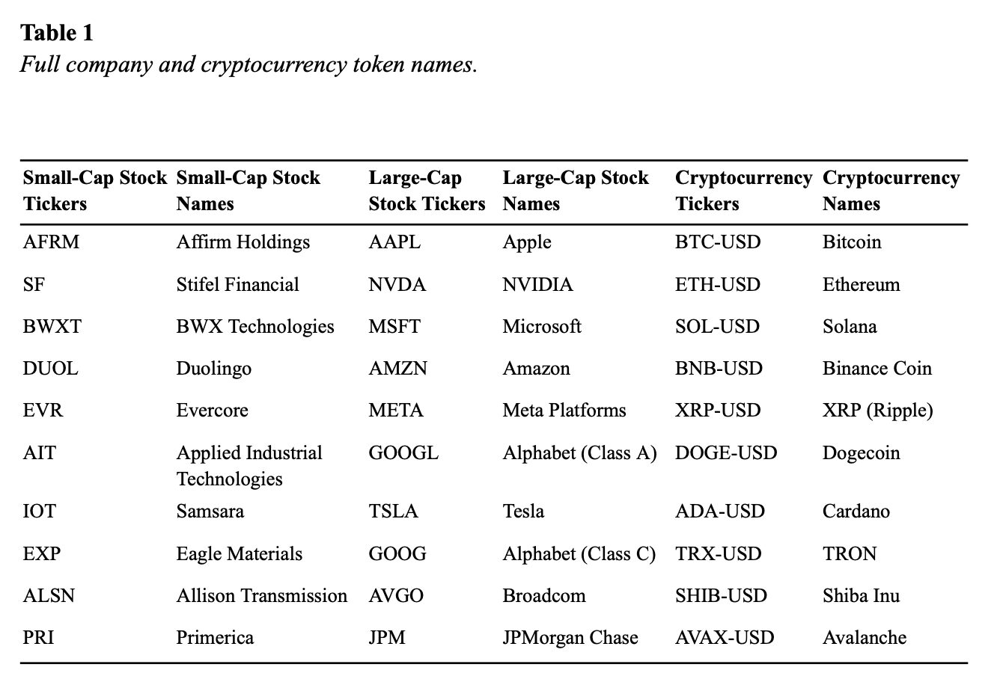 Table 1
Full company and cryptocurrency token names.
Small-Cap Stock Tickers Small-Cap Stock Names Large-Cap Stock Tickers Large-Cap Stock Names Cryptocurrency Tickers Cryptocurrency Names
AFRM Affirm Holdings AAPL Apple BTC-USD Bitcoin
SF Stifel Financial NVDA NVIDIA ETH-USD Ethereum
BWXT BWX Technologies MSFT Microsoft SOL-USD Solana
DUOL Duolingo AMZN Amazon BNB-USD Binance Coin
EVR Evercore META Meta Platforms XRP-USD XRP (Ripple)
AIT Applied Industrial Technologies GOOGL Alphabet (Class A) DOGE-USD Dogecoin
IOT Samsara TSLA Tesla ADA-USD Cardano
EXP Eagle Materials GOOG Alphabet (Class C) TRX-USD TRON
ALSN Allison Transmission AVGO Broadcom SHIB-USD Shiba Inu
PRI Primerica JPM JPMorgan Chase AVAX-USD Avalanche